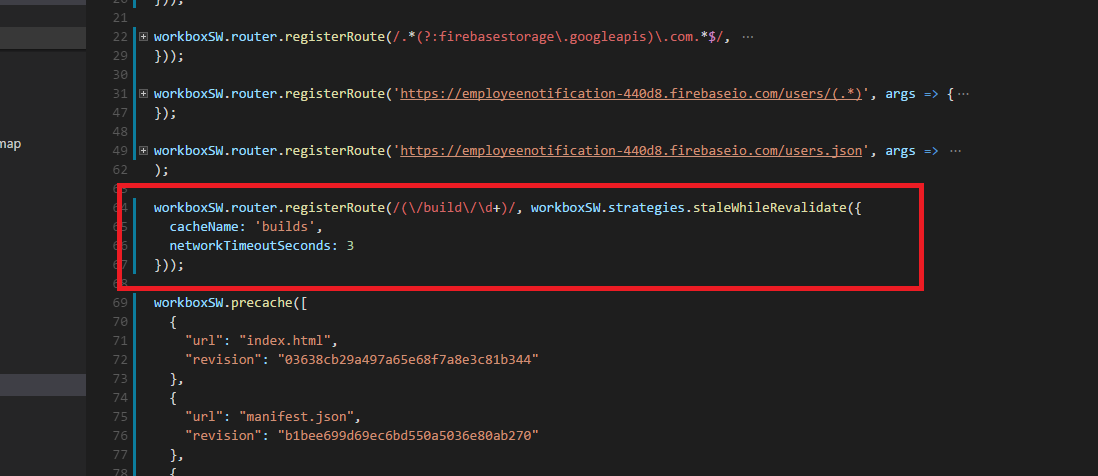 20 }));
21
22 workboxSW.router.registerRoute(/.*(?:firebasestorage\.googleapis)\.com.*$/, ···
29 }));
30
31 workboxSW.router.registerRoute('https://employeenotification-440d8.firebaseio.com/users/(.*)', args => {···
47 });
48
49 workboxSW.router.registerRoute('https://employeenotification-440d8.firebaseio.com/users.json', args => ···
map
62 );
63
64 workboxSW.router.registerRoute(/(\/build\/\d+)/, workboxSW.strategies.staleWhileRevalidate({
65 cacheName: 'builds',
66 networkTimeoutSeconds: 3
67 }));
68
69 workboxSW.precache([
70 {
71 "url": "index.html",
72 "revision": "03638cb29a497a65e68f7a8e3c81b344"
73 },
74 {
75 "url": "manifest.json",
76 "revision": "b1bee699d69ec6bd550a5036e80ab270"
77 },
78 {